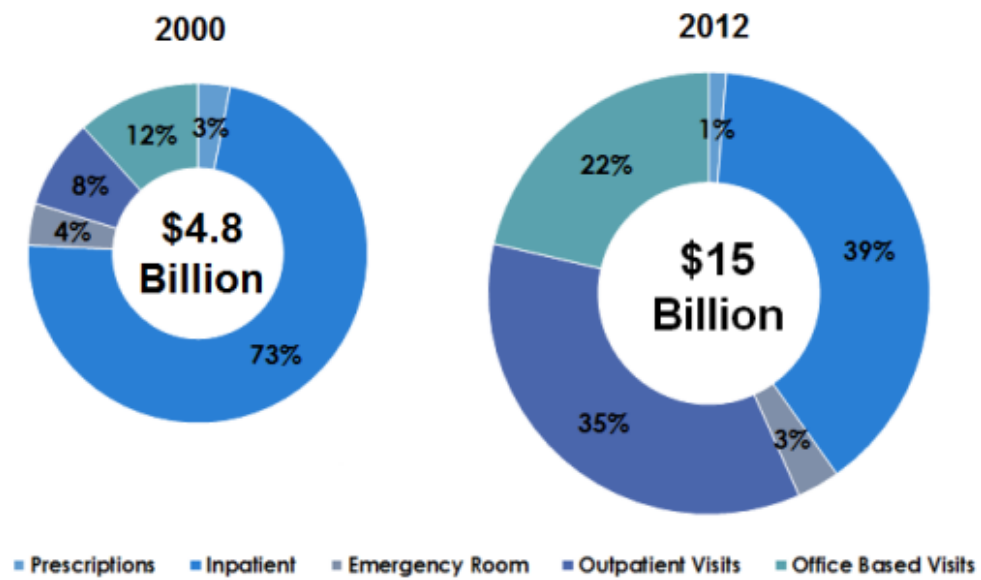 2000
2012
12%
3%
8%
4%
$4.8
Billion
73%
1%
22%
39%
$15
Billion
35%
3%
Prescriptions
Inpatient
Emergency Room
Outpatient Visits
Office Based Visits